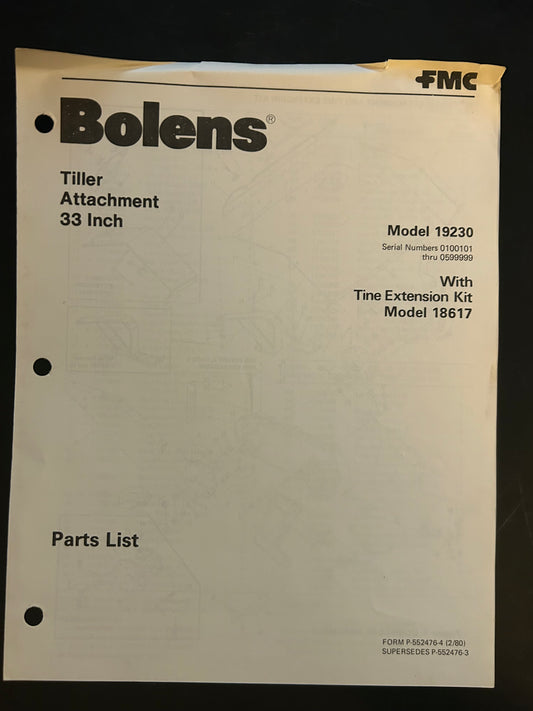 FMC
Bolens®
Tiller
Attachment
33 Inch
Model 19230
Serial Numbers 0100101
thru 0599999
With
Tine Extension Kit
Model 18617
Parts List
FORM P-552476-4 (2/80)
SUPERSEDES P-552476-3